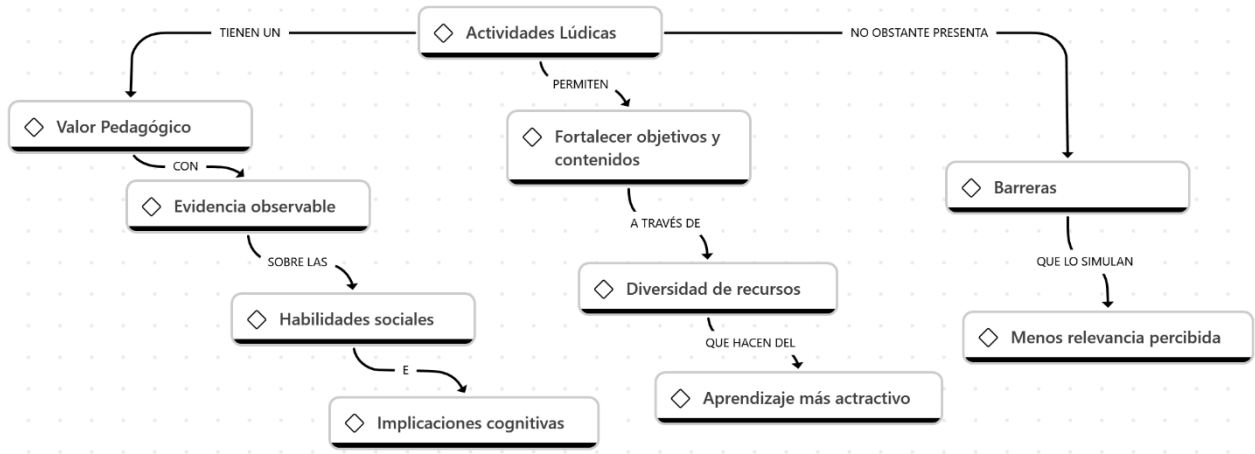 TIENEN UN
Actividades Lúdicas
NO OBSTANTE PRESENTA
PERMITEN
Valor Pedagógico
Fortalecer objetivos y
contenidos
CON
Barreras
Evidencia observable
A TRAVÉS DE
SOBRE LAS
QUE LO SIMULAN
Diversidad de recursos
Habilidades sociales
Menos relevancia percibida
QUE HACEN DEL
E
Aprendizaje más actractivo
Implicaciones cognitivas